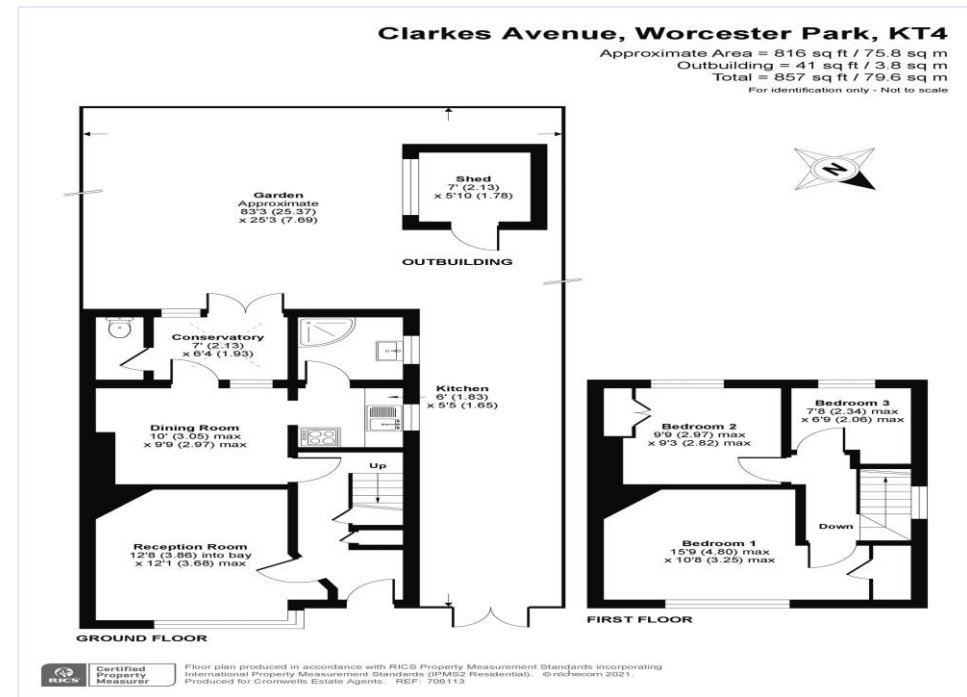 Clarkes Avenue, Worcester Park, KT4
Approximate Area = 816 sq ft / 75.8 sq m
Outbuilding = 41 sq ft / 3.8 sq m
Total = 857 sq ft / 79.6 sq m
For identification only - Not to scale
N
Garden
Approximate
83'3 (25.37)
x 25'3 (7.69)
Shed
7' (2.13)
x 5'10 (1.78)
OUTBUILDING
Conservatory
7' (2.13)
x 6'4 (1.93)
Kitchen
6' (1.83)
x 5'5 (1.65)
Dining Room
10' (3.05) max
x 9'9 (2.97) max
Up
Reception Room
12'8 (3.86) into bay
x 12'1 (3.68) max
GROUND FLOOR
Bedroom 2
9'9 (2.97) max
x 9'3 (2.82) max
Bedroom 3
7'8 (2.34) max
x 6'9 (2.06) max
Down
Bedroom 1
15'9 (4.80) max
x 10'8 (3.25) max
FIRST FLOOR
RICS
Certified
Property
Measurer
Floor plan produced in accordance with RICS Property Measurement Standards incorporating
International Property Measurement Standards (IPMS2 Residential). © nichecom 2021.
Produced for Cromwells Estate Agents. REF: 706113